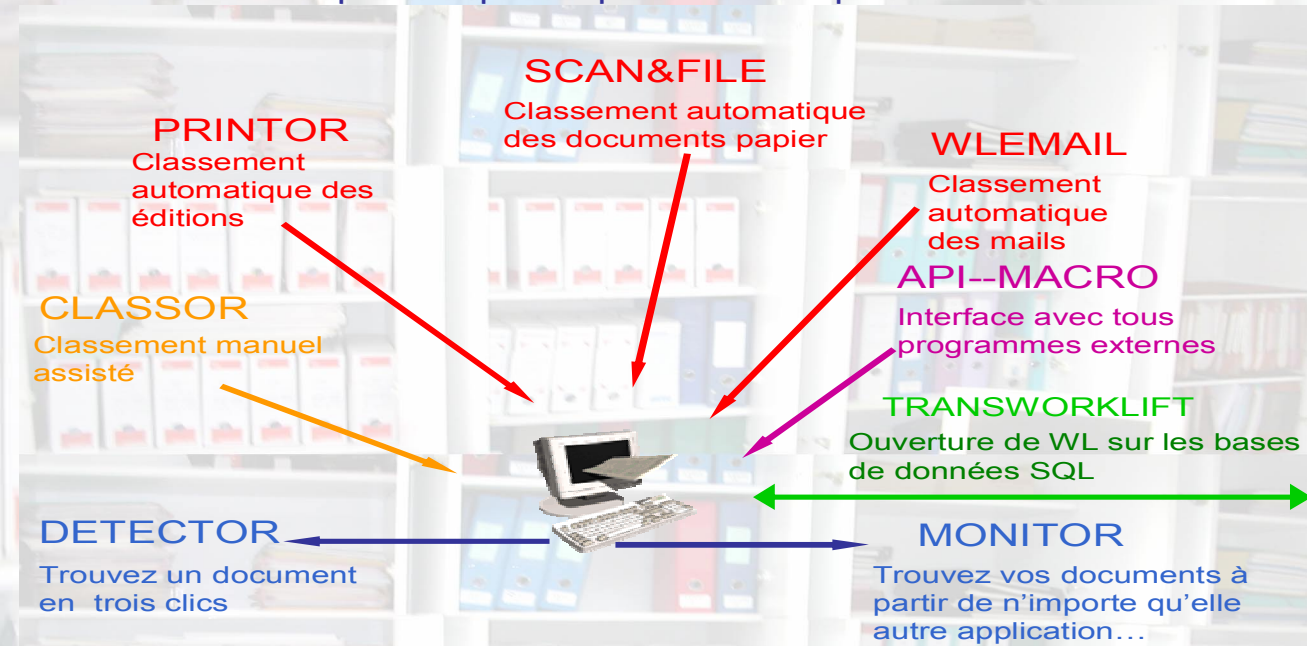 SCAN&FILE
Classement automatique
des documents papier
PRINTOR
Classement
automatique des
éditions
WLEMAIL
Classement
automatique
des mails
API--MACRO
Interface avec tous
programmes externes
CLASSOR
Classement manuel
assisté
TRANSWORKLIFT
Ouverture de WL sur les bases
de données SQL
DETECTOR
Trouvez un document
en trois clics
MONITOR
Trouvez vos documents à
partir de n’importe qu’elle
autre application…